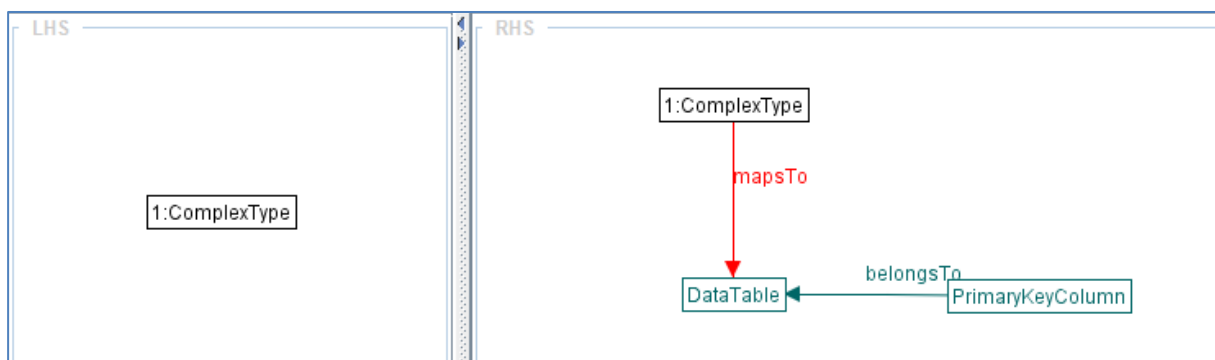 LHS
1:ComplexType
RHS
1:ComplexType
mapsTo
DataTable
belongsTo
PrimaryKeyColumn